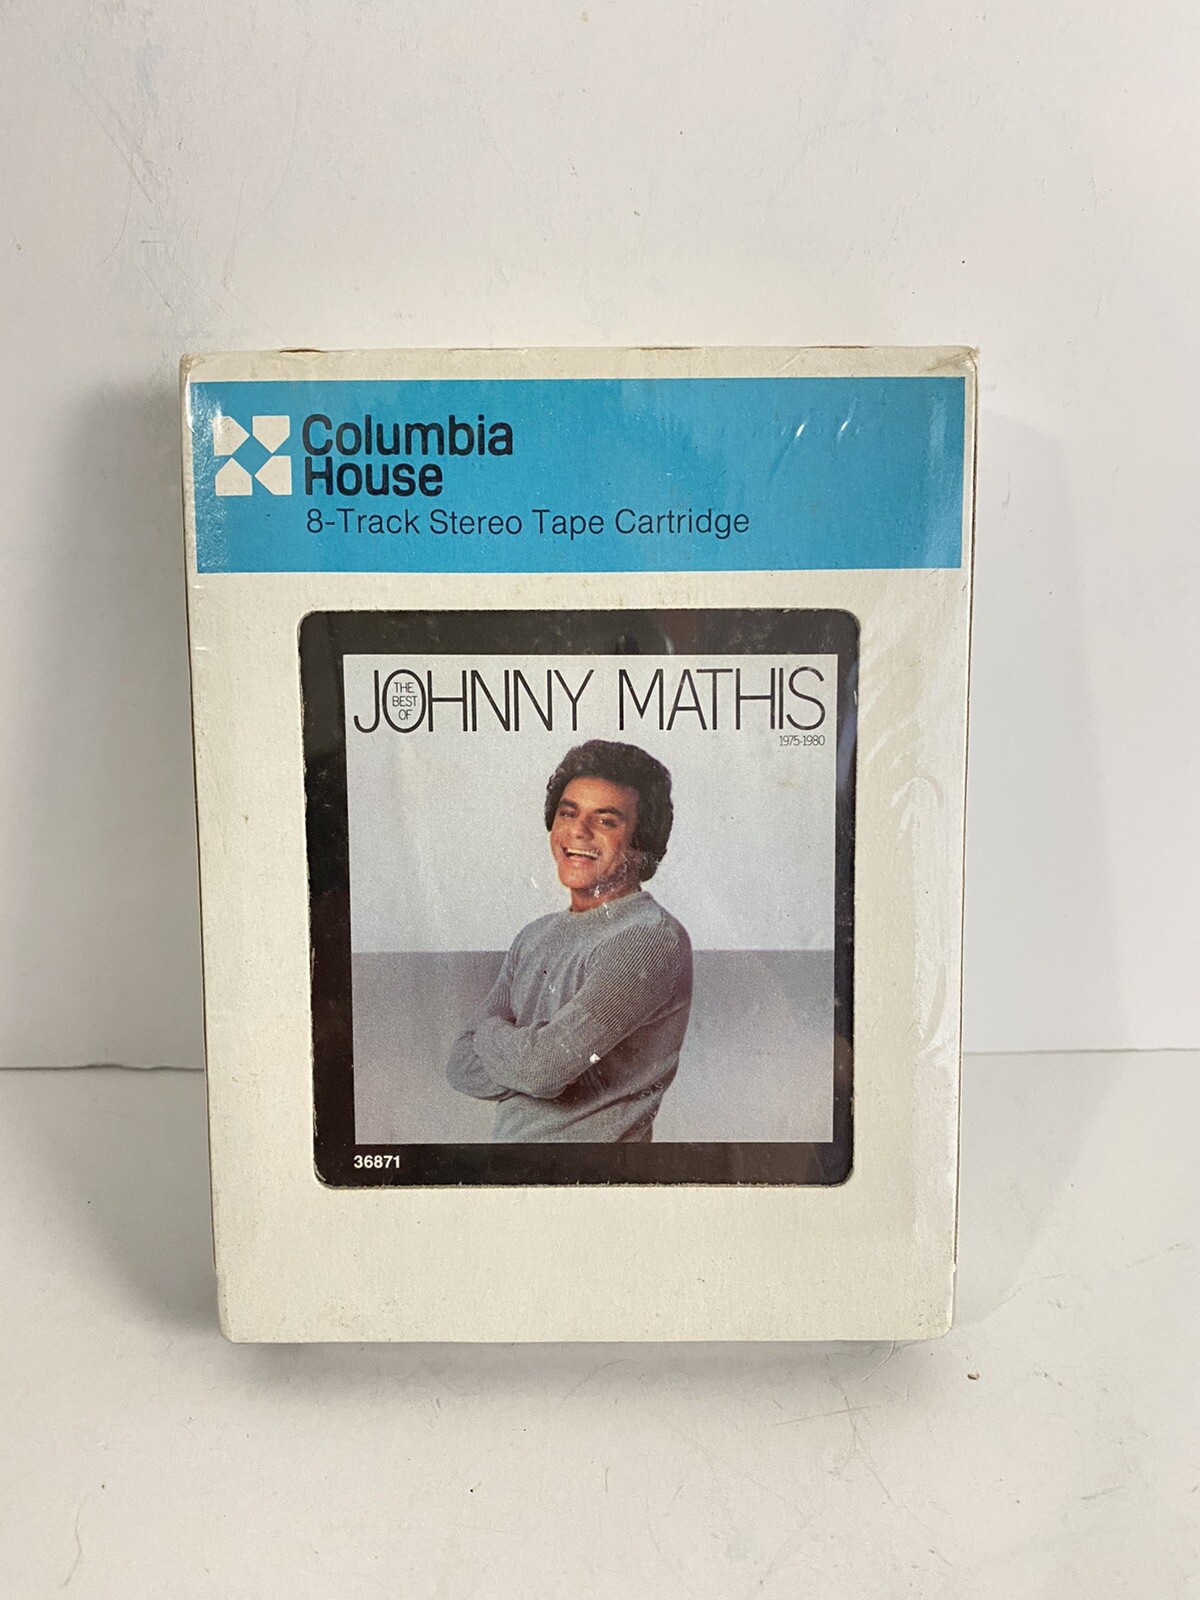 Columbia
House
8-Track Stereo Tape Cartridge
THE
BEST
OF
JOHNNY MATHIS
1975-1980
36871